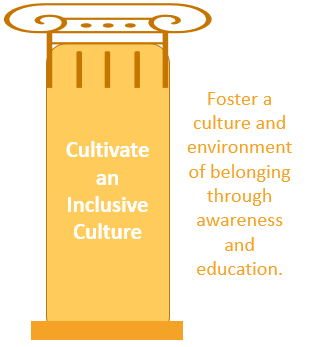 Cultivate
an
Inclusive
Culture
Foster a
culture and
environment
of belonging
through
awareness
and
education.